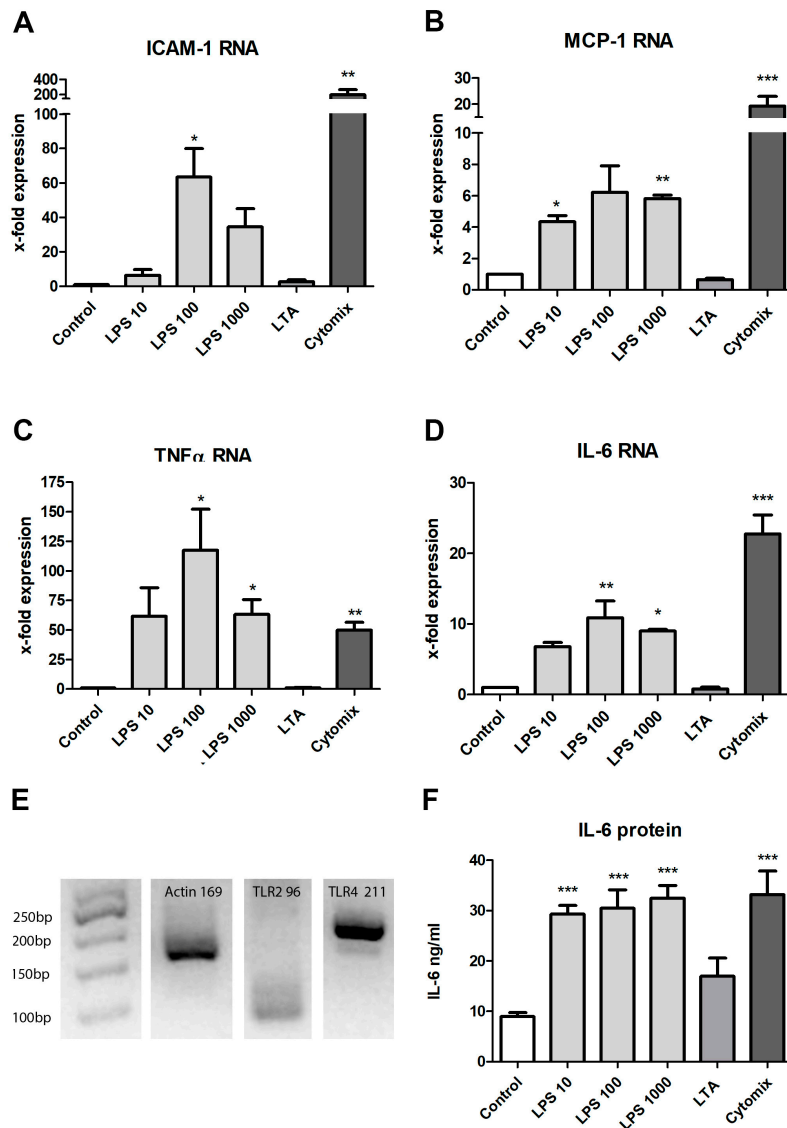 A
ICAM-1 RNA
x-fold expression
400
200
100
80
60
40
20
0
**
*
Control
LPS 10
LPS 100
LPS 1000
LTA
Cytomix
B
MCP-1 RNA
x-fold expression
30
20
10
8
6
4
2
0
*
**
***
Control
LPS 10
LPS 100
LPS 1000
LTA
Cytomix
C
TNFα RNA
x-fold expression
175
150
125
100
75
50
25
0
*
*
**
Control
LPS 10
LPS 100
LPS 1000
LTA
Cytomix
D
IL-6 RNA
x-fold expression
30
20
10
0
**
*
***
Control
LPS 10
LPS 100
LPS 1000
LTA
Cytomix
E
Actin 169
TLR2 96
TLR4 211
250bp
200bp
150bp
100bp
F
IL-6 protein
IL-6 ng/ml
40
30
20
10
0
***
***
***
***
Control
LPS 10
LPS 100
LPS 1000
LTA
Cytomix